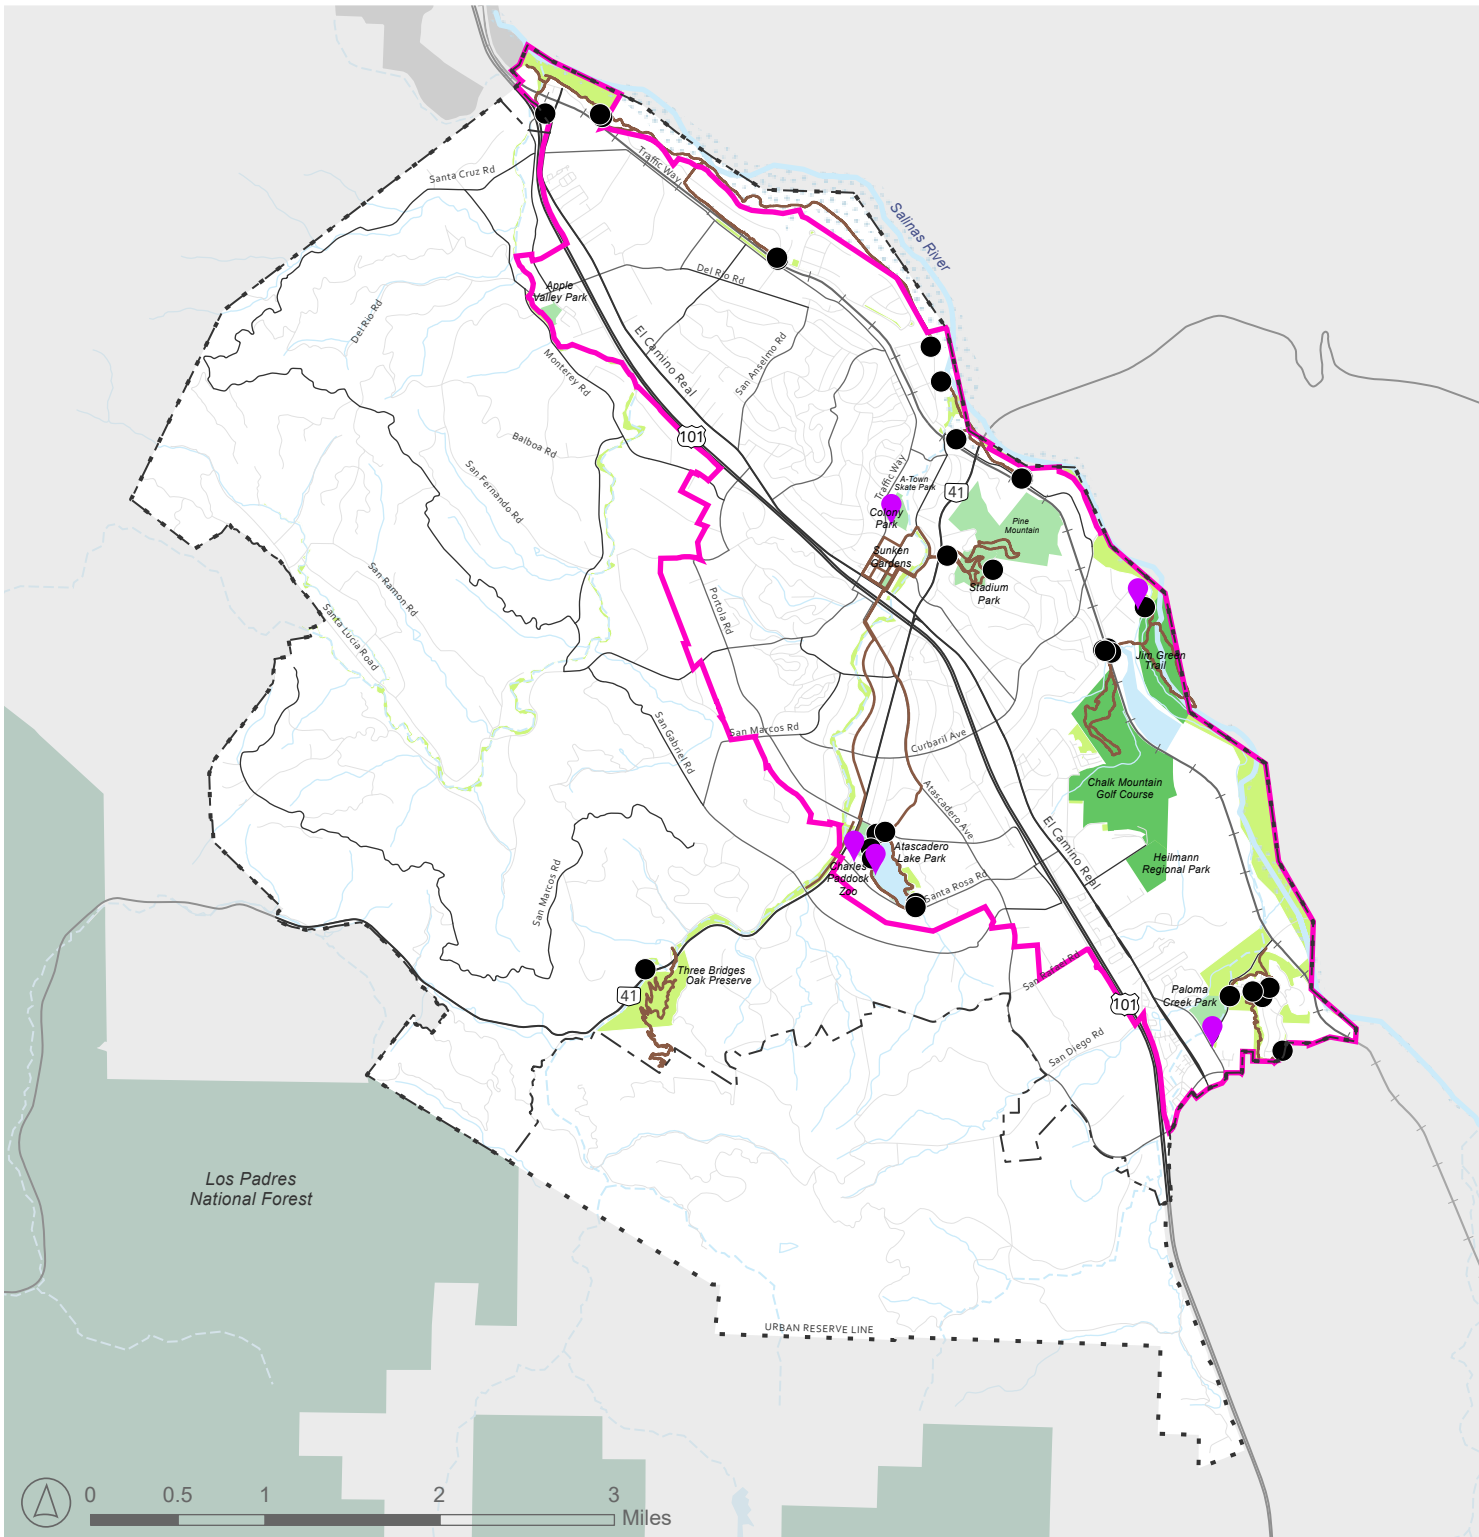 Santa Cruz Rd
Traffic Way
Salinas River
Del Rio Rd
Apple
Valley Park
Del Rio Rd
El Camino Real
San Anselmo Rd
Monterey Rd
101
Balboa Rd
San Fernando Rd
Traffic Way
A-Town
Skate Park
41
Colony
Park
Pine
Mountain
Sunken
Gardens
Stadium
Park
San Ramon Rd
Santa Lucia Road
Portola Rd
Jim Green
Trail
San Gabriel Rd
San Marcos Rd
Curbaril Ave
Chalk Mountain
Golf Course
Atascadero Ave
El Camino Real
Atascadero
Lake Park
Heilmann
Regional Park
Charles
Paddock
Zoo
Santa Rosa Rd
San Marcos Rd
Three Bridges
Oak Preserve
41
San Rafael Rd
Paloma
Creek Park
101
San Diego Rd
Los Padres
National Forest
URBAN RESERVE LINE
0 0.5 1 2 3
Miles